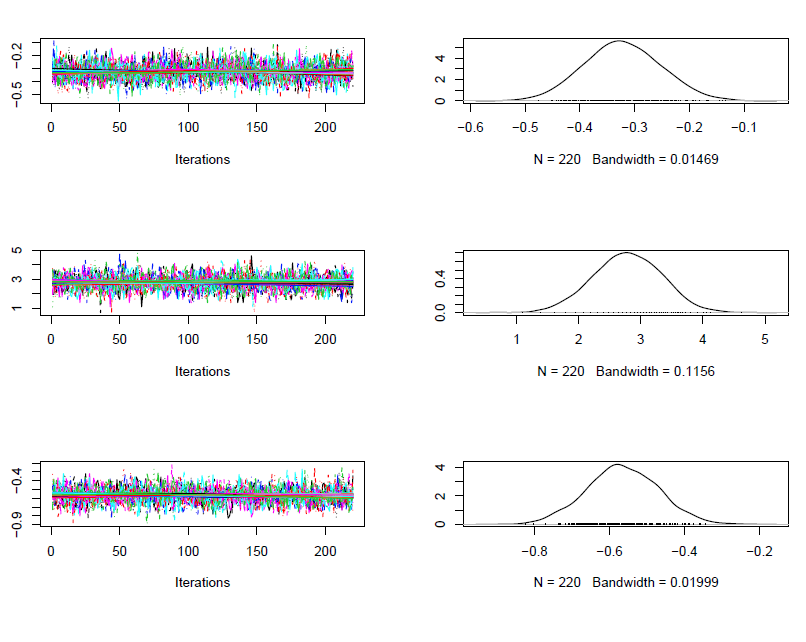 −0.2
−0.5
0 50 100 150 200
Iterations
4
2
0
−0.6 −0.5 −0.4 −0.3 −0.2 −0.1
N = 220 Bandwidth = 0.01469
5
3
1
0 50 100 150 200
Iterations
0.4
0.0
1 2 3 4 5
N = 220 Bandwidth = 0.1156
−0.4
−0.9
0 50 100 150 200
Iterations
4
2
0
−0.8 −0.6 −0.4 −0.2
N = 220 Bandwidth = 0.01999